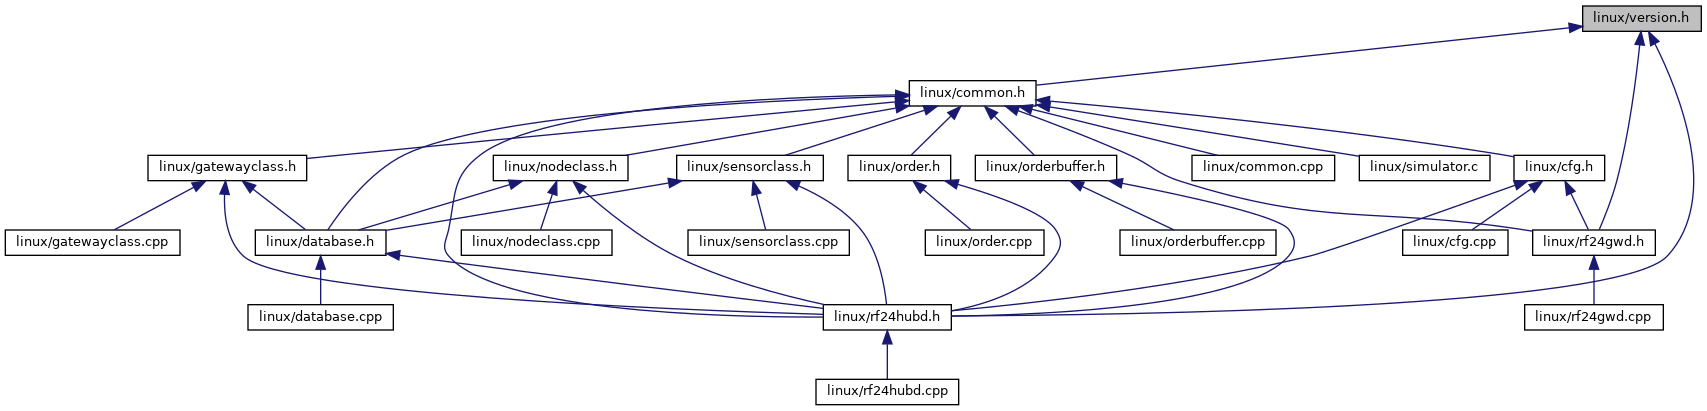 linux/version.h
linux/common.h
linux/gatewayclass.h
linux/nodeclass.h
linux/sensorclass.h
linux/order.h
linux/orderbuffer.h
linux/common.cpp
linux/simulator.c
linux/cfg.h
linux/gatewayclass.cpp
linux/database.h
linux/nodeclass.cpp
linux/sensorclass.cpp
linux/order.cpp
linux/orderbuffer.cpp
linux/cfg.cpp
linux/rf24gwd.h
linux/database.cpp
linux/rf24hubd.h
linux/rf24gwd.cpp
linux/rf24hubd.cpp